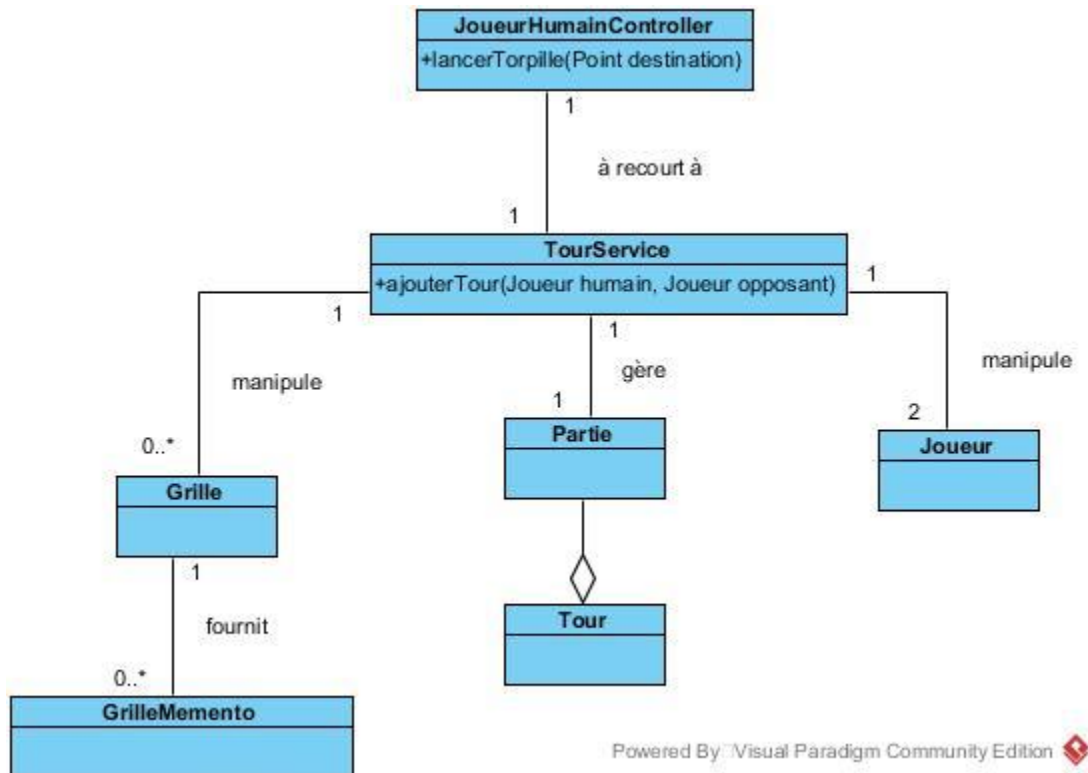 JoueurHumainController
+lancerTorpille(Point destination)
1
à recourt à
1
TourService
+ajouterTour(Joueur humain, Joueur opposant)
1
1
1
manipule
gère
manipule
0..*
1
2
Grille
Partie
Joueur
1
fournit
Tour
0..*
GrilleMemento
Powered By Visual Paradigm Community Edition